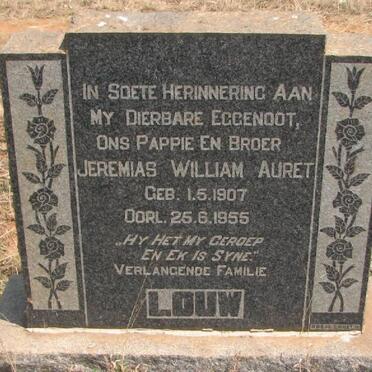 IN SOETE HERINNERING AAN
MY DIERBARE EGGENOOT,
ONS PAPPIE EN BROER
JEREMIAS WILLIAM AURET
GEB. 1.5.1907
OORL. 25.6.1955
„HY HET MY GEROEP
EN EK IS SYNE."
VERLANGENDE FAMILIE
LOUW